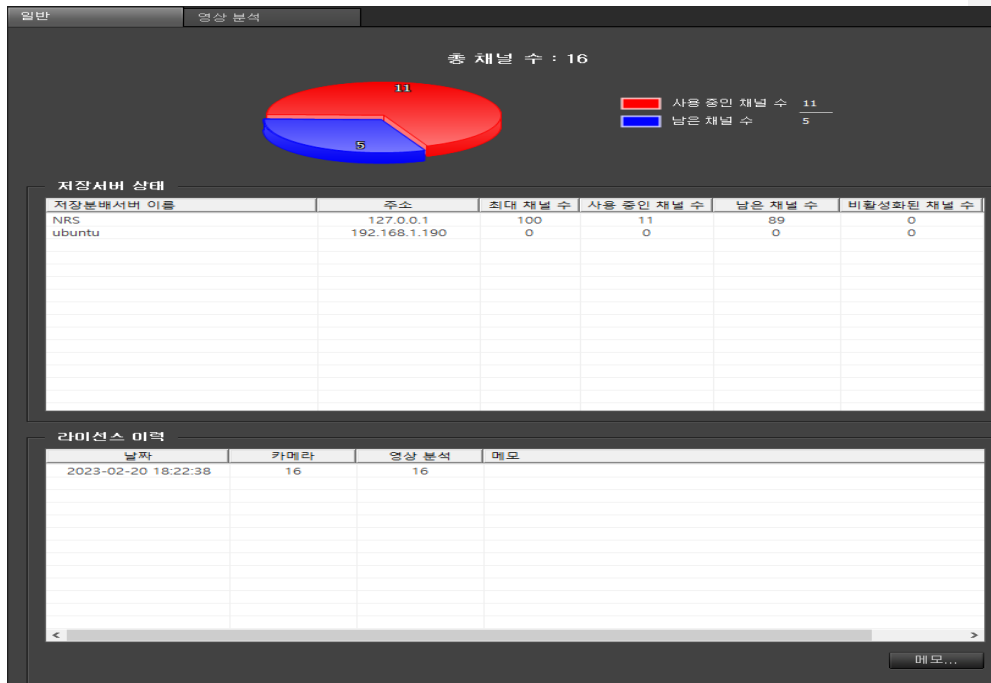 일반 영상 분석
총 채널 수 : 16
11
5
사용 중인 채널 수 11
남은 채널 수 5
저장서버 상태
저장분배서버 이름 주소 최대 채널 수 사용 중인 채널 수 남은 채널 수 비활성화된 채널 수
NRS 127.0.0.1 100 11 89 0
ubuntu 192.168.1.190 0 0 0 0
라이선스 이력
날짜 카메라 영상 분석 메모
2023-02-20 18:22:38 16 16
메모...